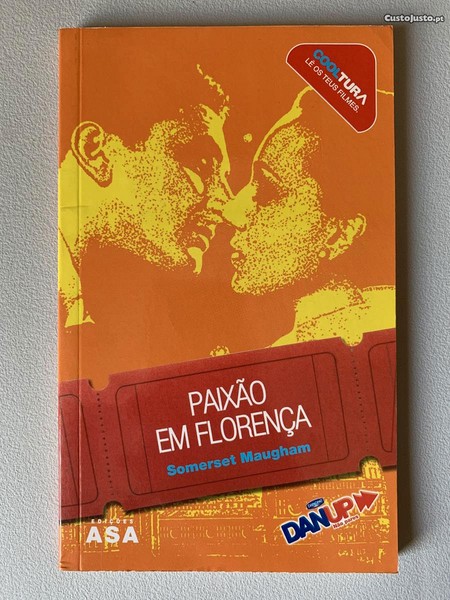 CustoJusto.pt
COOLTURA
LÊ OS TEUS FILMES.
PAIXÃO
EM FLORENÇA
Somerset Maugham
EDIÇÕES
ASA
DANUP